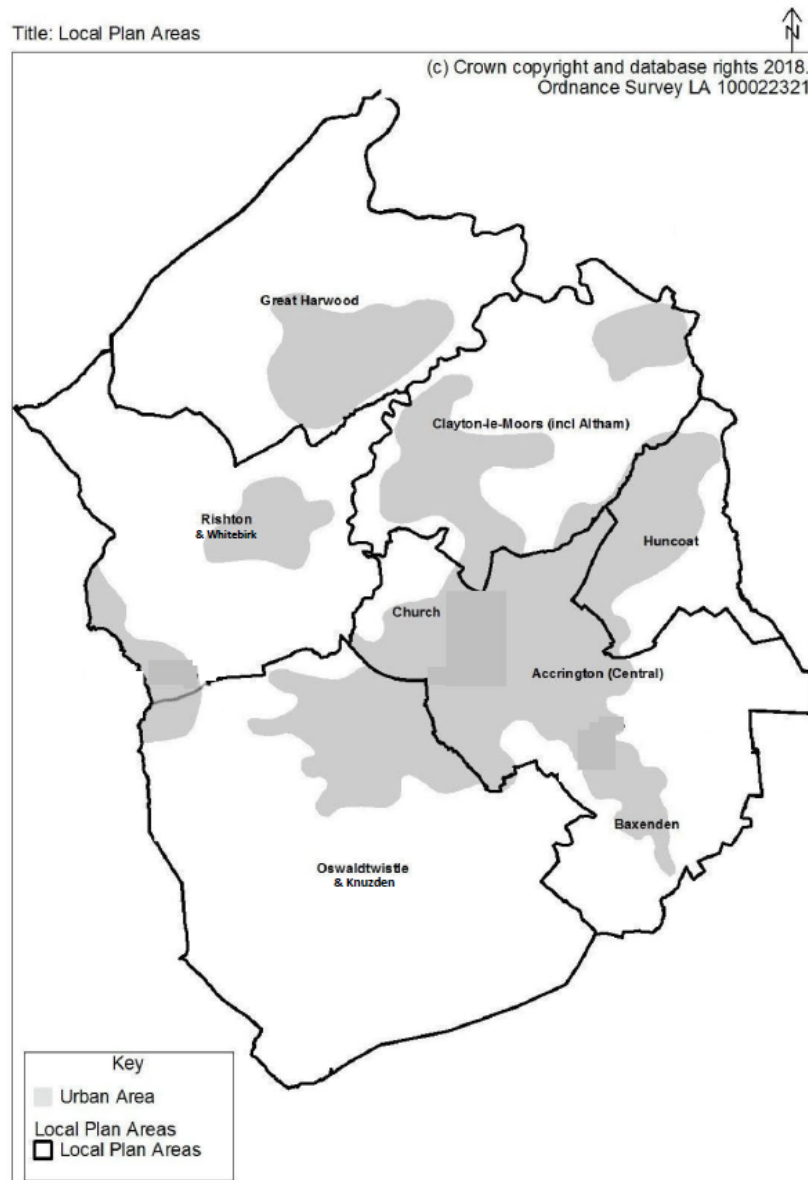 Title: Local Plan Areas
N
(c) Crown copyright and database rights 2018.
Ordnance Survey LA 100022321
Great Harwood
Clayton-le-Moors (incl Altham)
Rishton
& Whitebirk
Huncoat
Church
Accrington (Central)
Baxenden
Oswaldtwistle
& Knuzden
Key
Urban Area
Local Plan Areas
Local Plan Areas